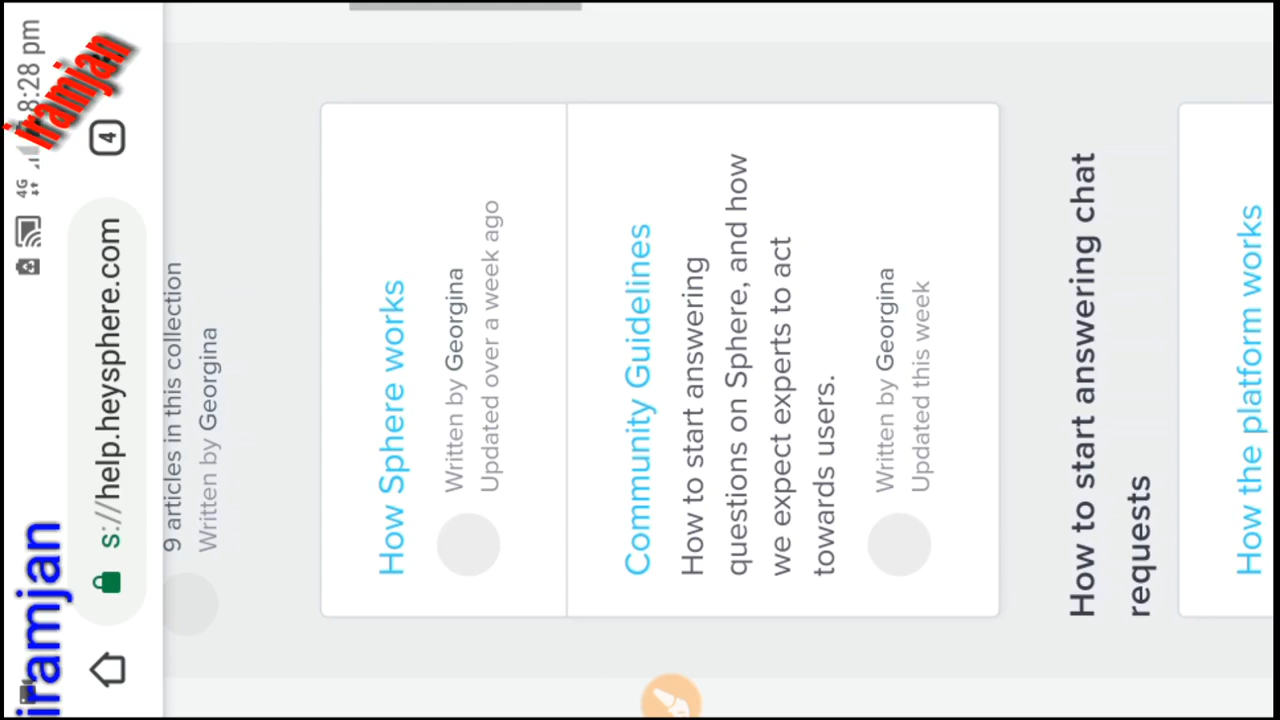 iramjan
iramjan
4G
8:28 pm
s://help.heysphere.com
4
9 articles in this collection
Written by Georgina
How Sphere works
Written by Georgina
Updated over a week ago
Community Guidelines
How to start answering
questions on Sphere, and how
we expect experts to act
towards users.
Written by Georgina
Updated this week
How to start answering chat
requests
How the platform works